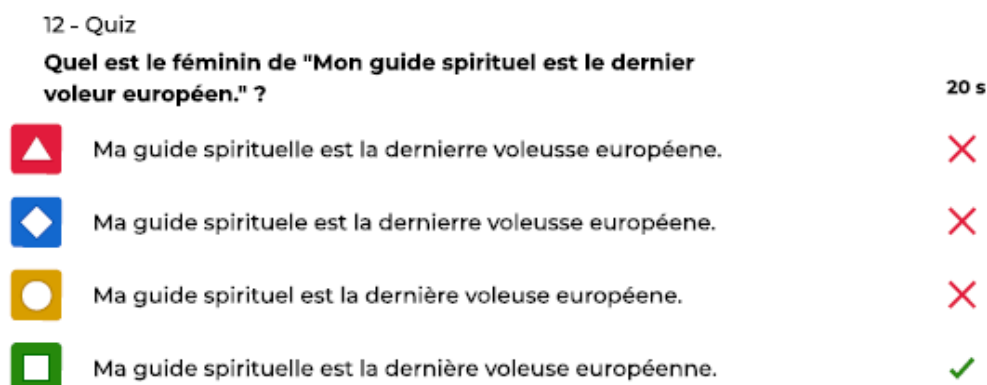 12 - Quiz
Quel est le féminin de "Mon guide spirituel est le dernier
voleur européen." ?
20 s
Ma guide spirituelle est la dernierre voleusse européene.
Ma guide spirituele est la dernierre voleusse européene.
Ma guide spirituel est la dernière voleuse européene.
Ma guide spirituelle est la dernière voleuse européenne.